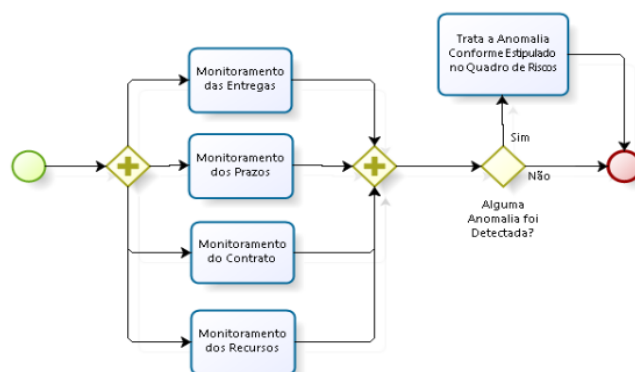 Monitoramento
das Entregas
Monitoramento
dos Prazos
Monitoramento
do Contrato
Monitoramento
dos Recursos
Trata a Anomalia
Conforme Estipulado
no Quadro de Riscos
Sim
Não
Alguma
Anomalia foi
Detectada?